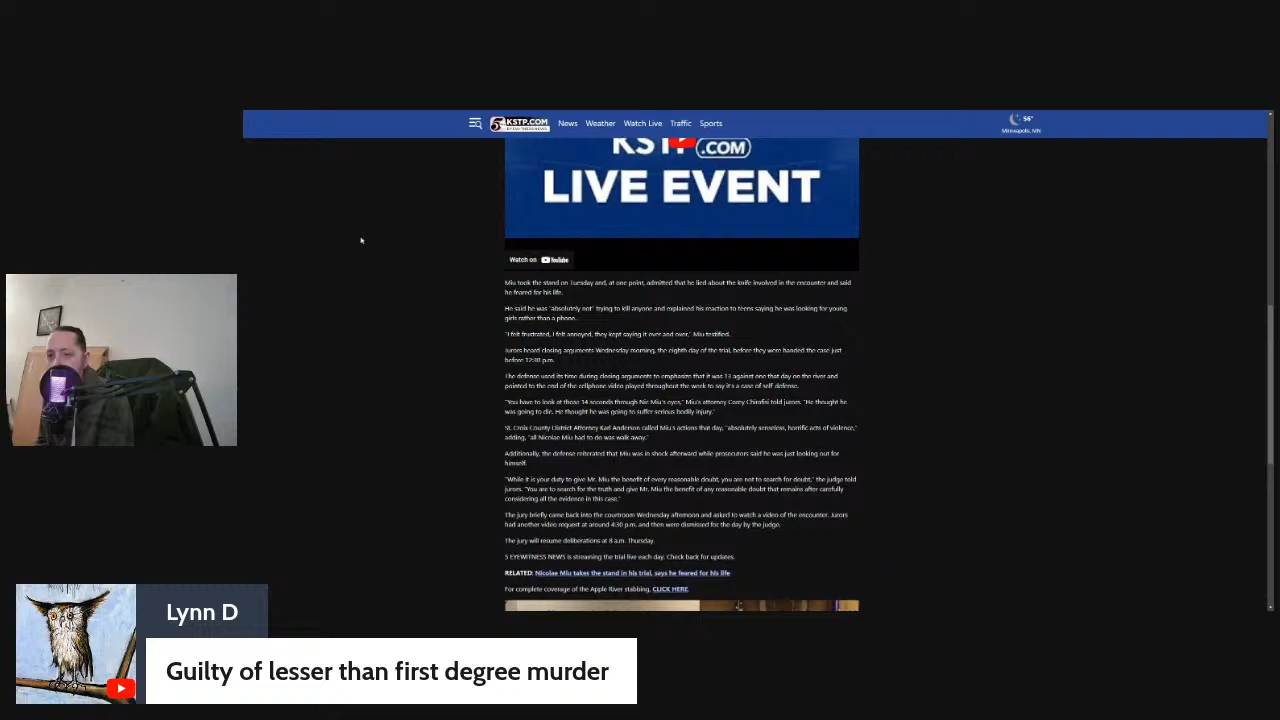 KSTP.COM
News Weather Watch Live Traffic Sports
56°
Minneapolis, MN
KSTP.COM
LIVE EVENT
Watch on YouTube
Miu took the stand on Tuesday and, at one point, admitted that he lied about the knife involved in the encounter and said
he feared for his life.
He said he was "absolutely not" trying to kill anyone and explained his reaction to teens saying he was looking for young
girls rather than a phone.
"I felt frustrated, I felt annoyed, they kept saying it over and over," Miu testified.
Jurors heard closing arguments Wednesday morning, the eighth day of the trial, before they were handed the case just
before 12:30 p.m.
The defense used its time during closing arguments to emphasize that it was 13 against one that day on the river and
pointed to the end of the cellphone video played throughout the week to say it's a case of self-defense.
"You have to look at those 14 seconds through Nic Miu's eyes," Miu's attorney Corey Chirafisi told jurors. "He thought he
was going to die. He thought he was going to suffer serious bodily injury."
St. Croix County District Attorney Karl Anderson called Miu's actions that day, "absolutely senseless, horrific acts of violence,"
adding, "all Nicolae Miu had to do was walk away."
Additionally, the defense reiterated that Miu was in shock afterward while prosecutors said he was just looking out for
himself.
"While it is your duty to give Mr. Miu the benefit of every reasonable doubt, you are not to search for doubt," the judge told
jurors. "You are to search for the truth and give Mr. Miu the benefit of any reasonable doubt that remains after carefully
considering all the evidence in this case."
The jury briefly came back into the courtroom Wednesday afternoon and asked to watch a video of the encounter. Jurors
had another video request at around 4:30 p.m. and then were dismissed for the day by the judge.
The jury will resume deliberations at 8 a.m. Thursday.
5 EYEWITNESS NEWS is streaming the trial live each day. Check back for updates.
RELATED: Nicolae Miu takes the stand in his trial, says he feared for his life
For complete coverage of the Apple River stabbing, CLICK HERE.
Lynn D
Guilty of lesser than first degree murder